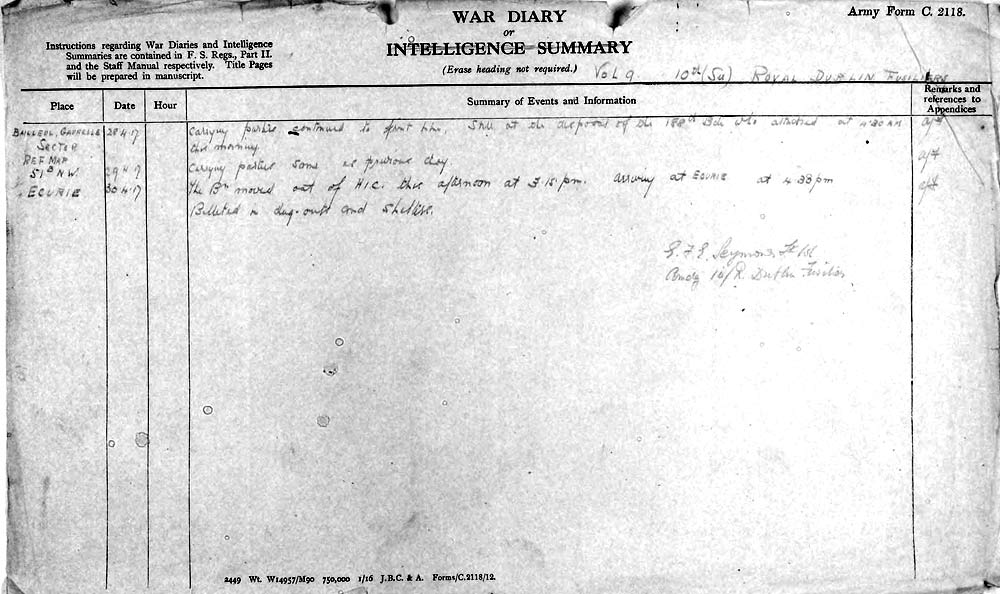 WAR DIARY
or
INTELLIGENCE SUMMARY
(Erase heading not required.)
Army Form C. 2118.
Instructions regarding War Diaries and Intelligence
Summaries are contained in F. S. Regs., Part II.
and the Staff Manual respectively. Title Pages
will be prepared in manuscript.
Vol 9. 10th (Su) ROYAL DUBLIN FUSILIERS
Place Date Hour Summary of Events and Information Remarks and references to Appendices
BAILLEUL, GAVRELLE 28.4.17 Carrying parties continued to front line. Still at the disposal of the 188th Bde who attacked at 4.30 AM
SECTOR this morning.
REF MAP
51B N.W. 29.4.17 Carrying parties same as previous day.
ECURIE 30.4.17 The Bn moved out of this afternoon at 3.15 pm. arriving at ECURIE at 4.33 pm
Billeted in dug-outs and shelters.
Seymour Lt Col
Comdg 10/R. Dublin Fusiliers
2449 Wt. W14957/M90 750,000 1/16 J.B.C. & A. Forms/C.2118/12.